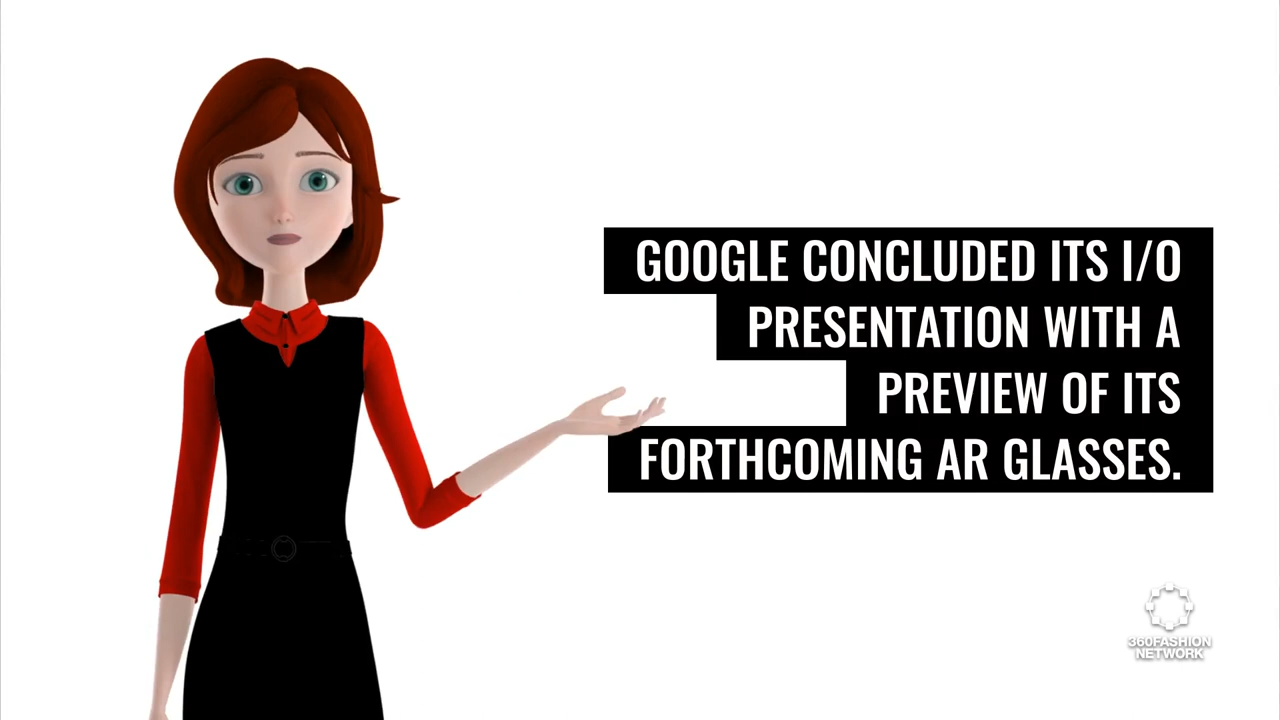 GOOGLE CONCLUDED ITS I/O
PRESENTATION WITH A
PREVIEW OF ITS
FORTHCOMING AR GLASSES.
360FASHION
NETWORK